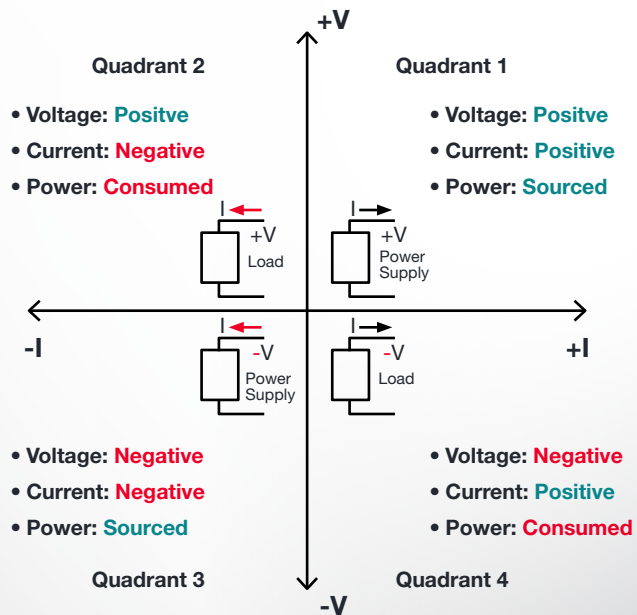 +V
Quadrant 2
Quadrant 1
• Voltage: Positve
• Current: Negative
• Power: Consumed
• Voltage: Positve
• Current: Positive
• Power: Sourced
I
+V
Load
I
+V
Power
Supply
-I
+I
I
-V
Power
Supply
I
-V
Load
• Voltage: Negative
• Current: Negative
• Power: Sourced
• Voltage: Negative
• Current: Positive
• Power: Consumed
Quadrant 3
Quadrant 4
-V